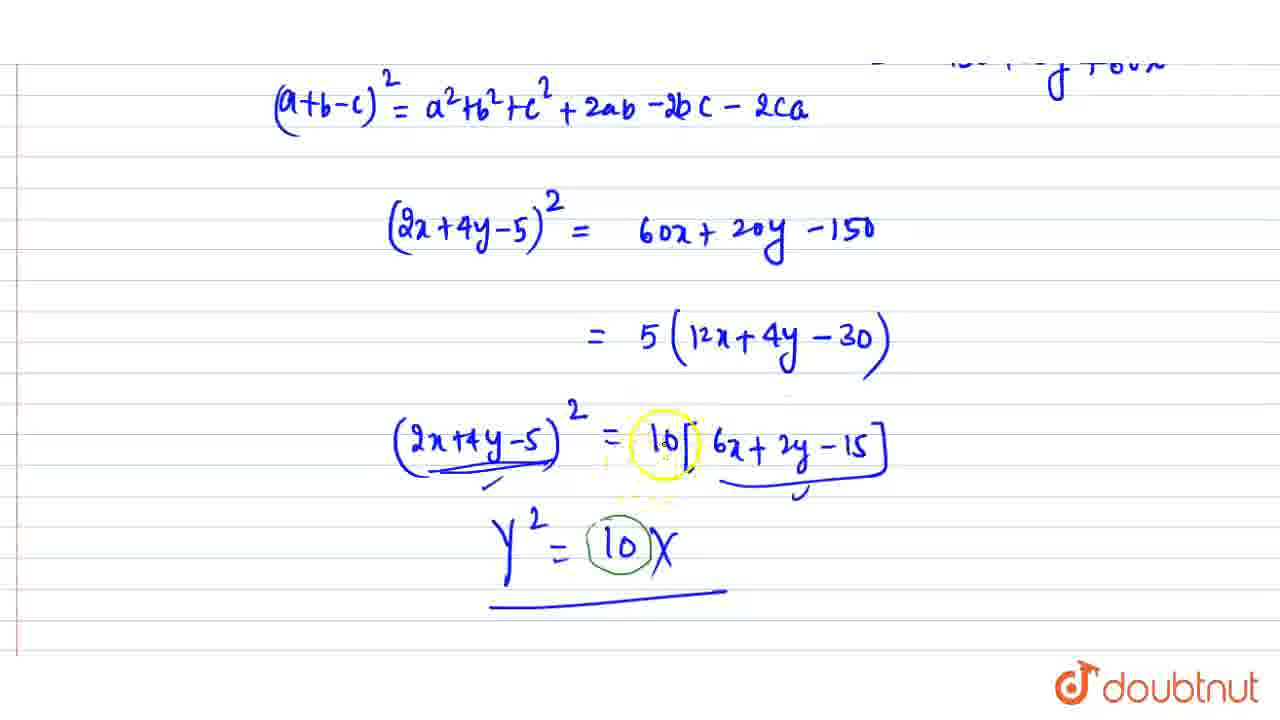 (a+b-c)² = a²+b²+c²+2ab-2bc-2ca
(2x+4y-5)² = 60x+20y-150
= 5(12x+4y-30)
(2x+4y-5)² = 10[6x+2y-15]
Y² = 10X
doubtnut